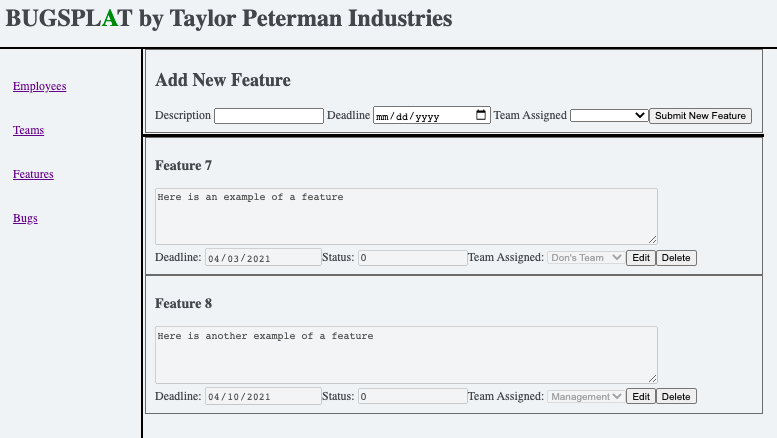 BUGSPLAT by Taylor Peterman Industries
Employees
Teams
Features
Bugs
Add New Feature
Description Deadline mm/dd/yyyy Team Assigned Submit New Feature
Feature 7
Here is an example of a feature
Deadline: 04/03/2021 Status: 0 Team Assigned: Don's Team Edit Delete
Feature 8
Here is another example of a feature
Deadline: 04/10/2021 Status: 0 Team Assigned: Management Edit Delete